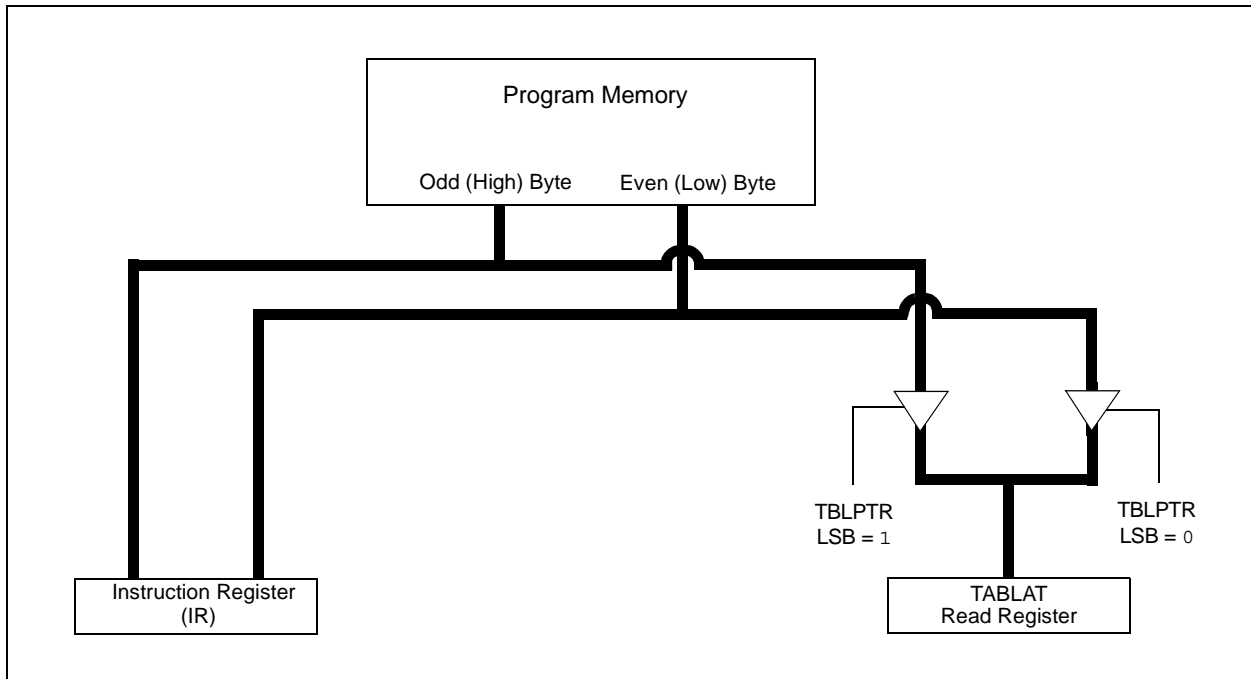 Program Memory
Odd (High) Byte
Even (Low) Byte
TBLPTR
LSB = 1
TBLPTR
LSB = 0
Instruction Register
(IR)
TABLAT
Read Register